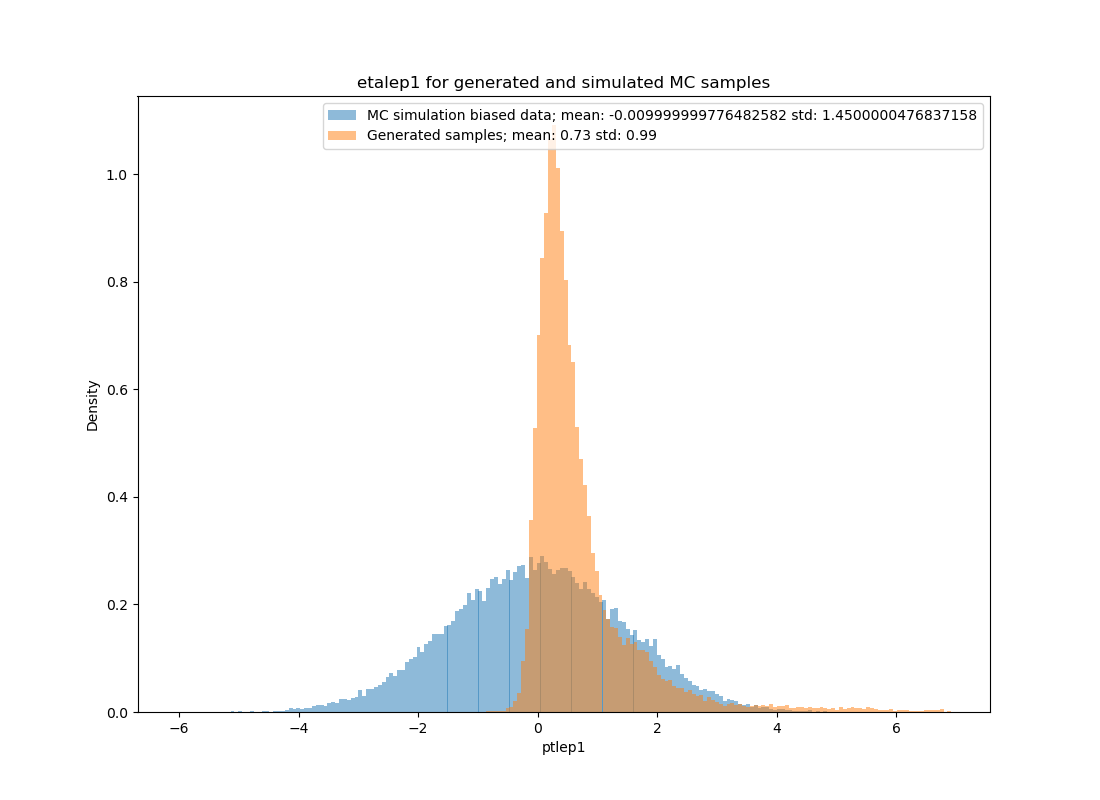 etalep1 for generated and simulated MC samples
MC simulation biased data; mean: -0.009999999776482582 std: 1.4500000476837158
Generated samples; mean: 0.73 std: 0.99
1.0
0.8
0.6
0.4
0.2
0.0
Density
−6
−4
−2
0
2
4
6
ptlep1